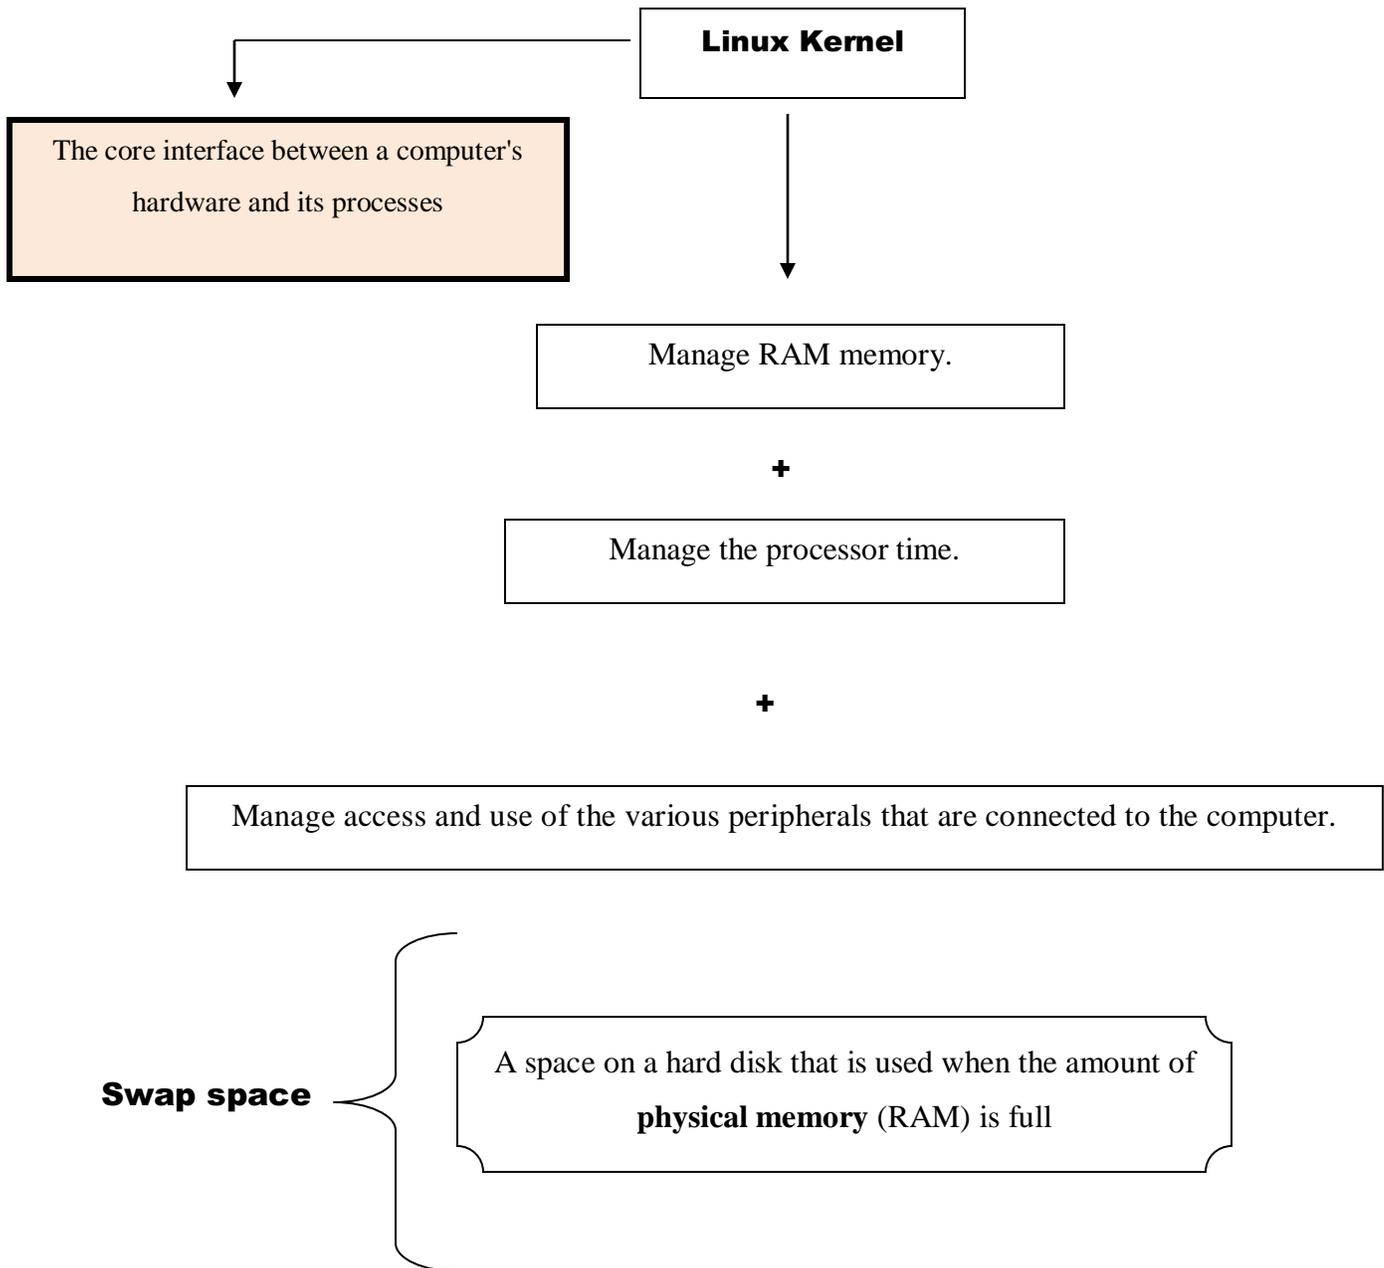 Linux Kernel
The core interface between a computer's
hardware and its processes
Manage RAM memory.
+
Manage the processor time.
+
Manage access and use of the various peripherals that are connected to the computer.
A space on a hard disk that is used when the amount of
Swap space
physical memory (RAM) is full